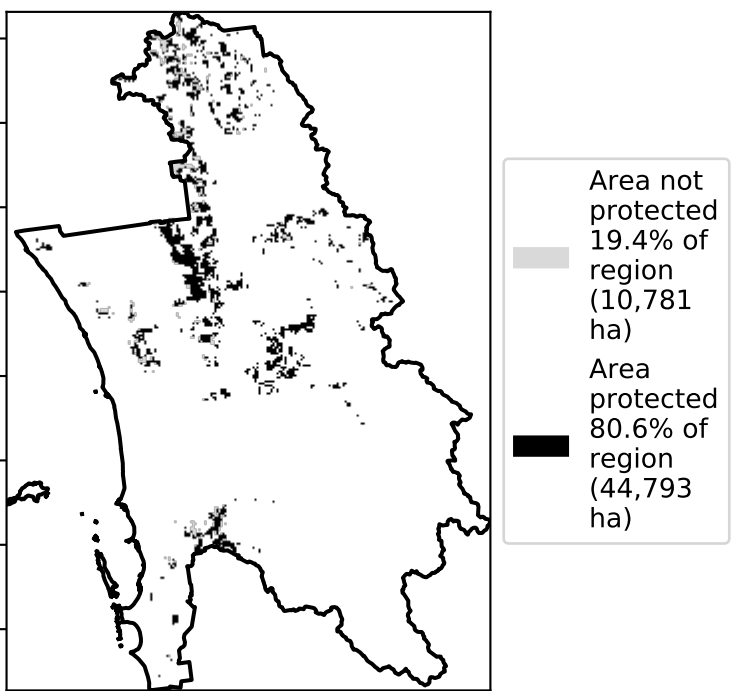 Area not
protected
19.4% of
region
(10,781
ha)
Area
protected
80.6% of
region
(44,793
ha)